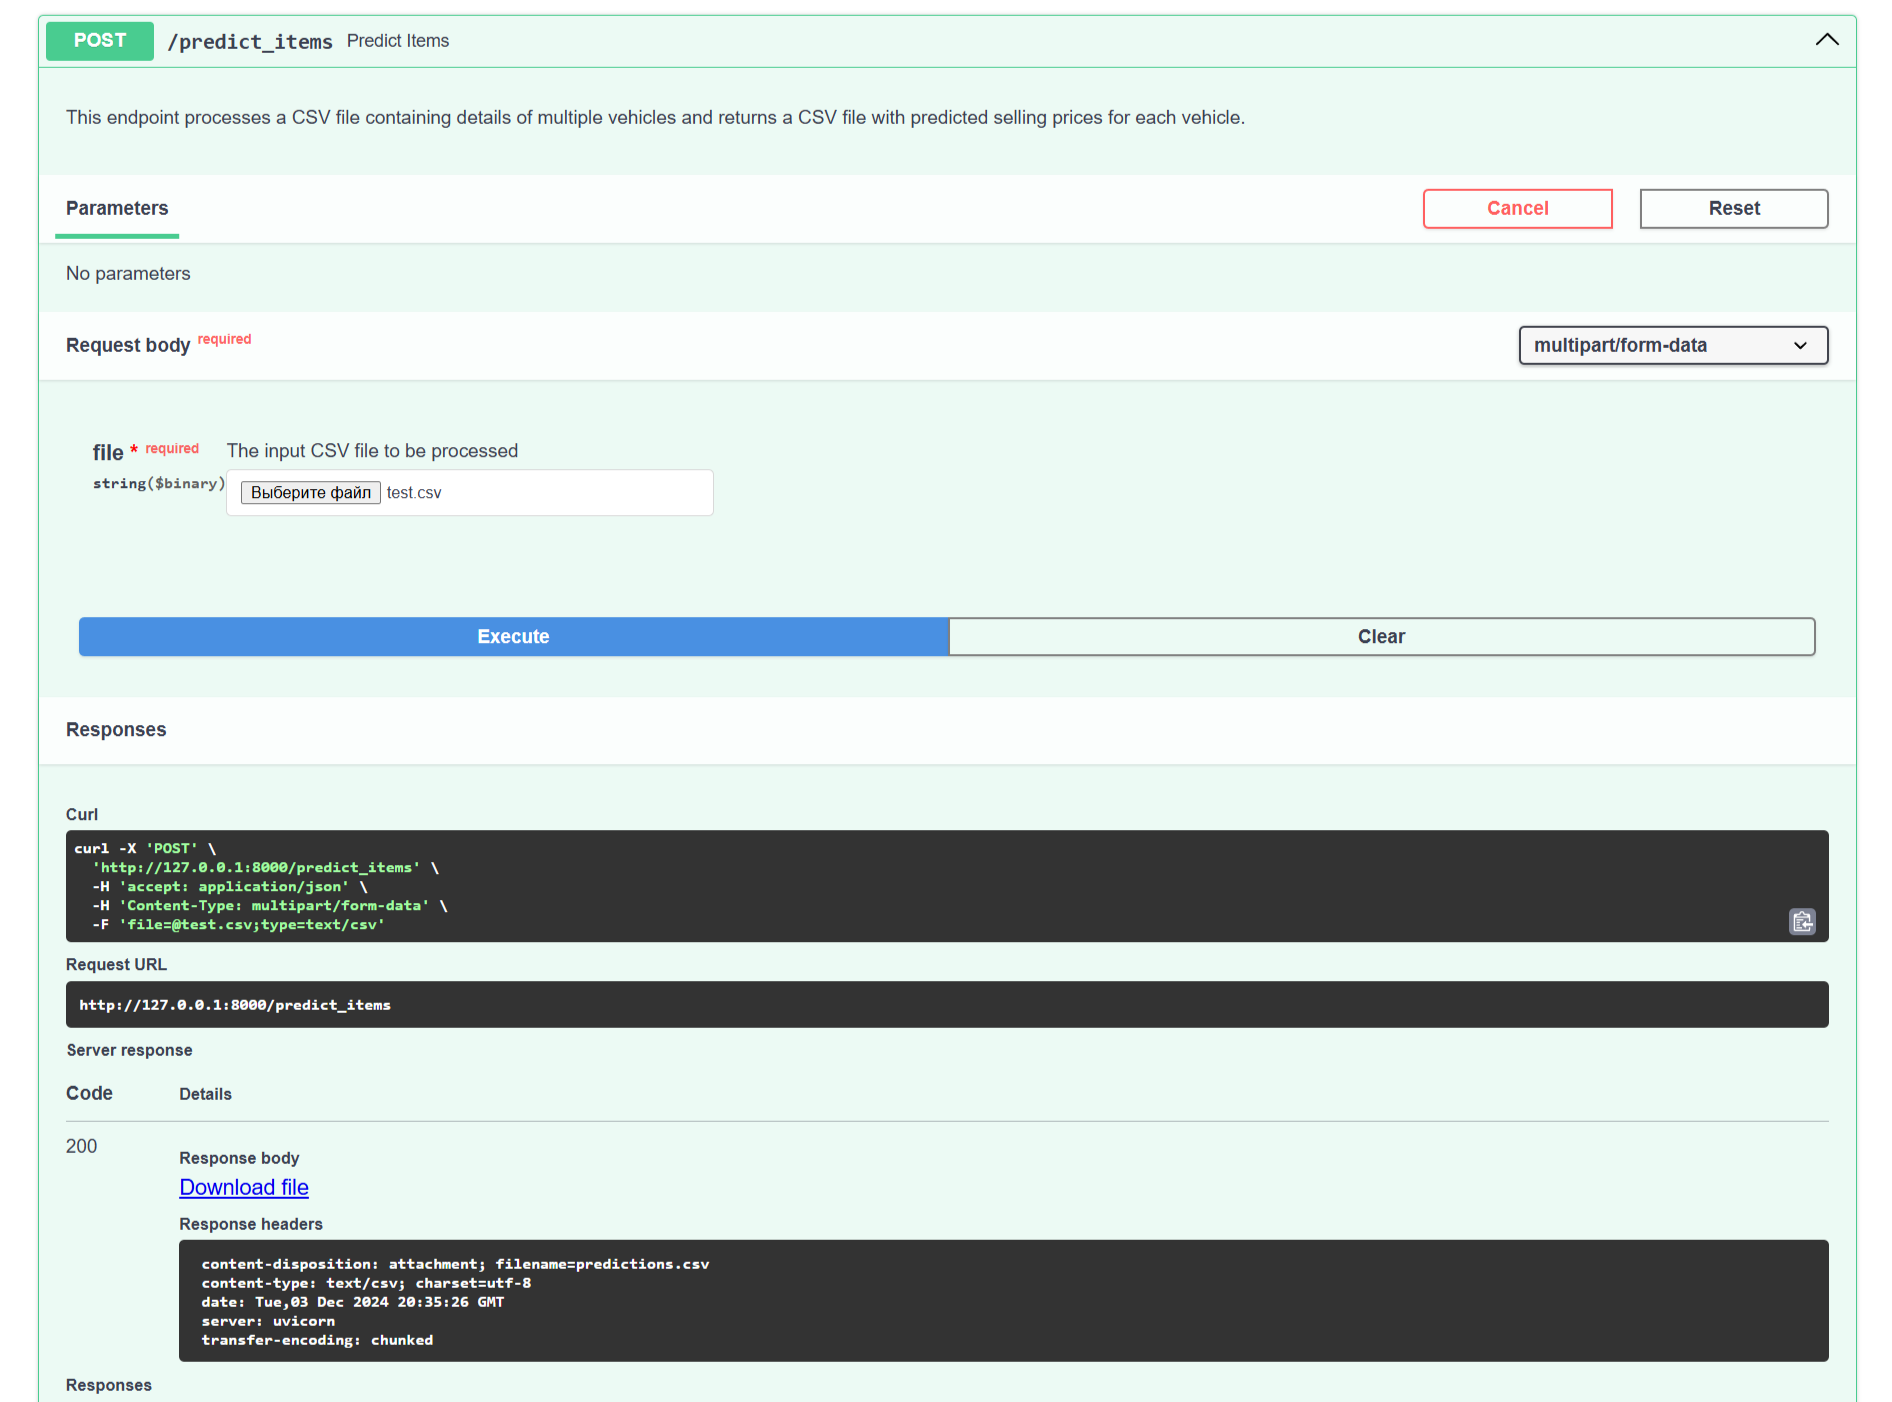 POST /predict_items Predict Items
This endpoint processes a CSV file containing details of multiple vehicles and returns a CSV file with predicted selling prices for each vehicle.
Parameters
Cancel
Reset
No parameters
Request body required
multipart/form-data
file * required
The input CSV file to be processed
string($binary)
Выберите файл test.csv
Execute
Clear
Responses
Curl
curl -X 'POST' \
'http://127.0.0.1:8000/predict_items' \
-H 'accept: application/json' \
-H 'Content-Type: multipart/form-data' \
-F 'file=@test.csv;type=text/csv'
Request URL
http://127.0.0.1:8000/predict_items
Server response
Code Details
200
Response body
Download file
Response headers
content-disposition: attachment; filename=predictions.csv
content-type: text/csv; charset=utf-8
date: Tue,03 Dec 2024 20:35:26 GMT
server: uvicorn
transfer-encoding: chunked
Responses